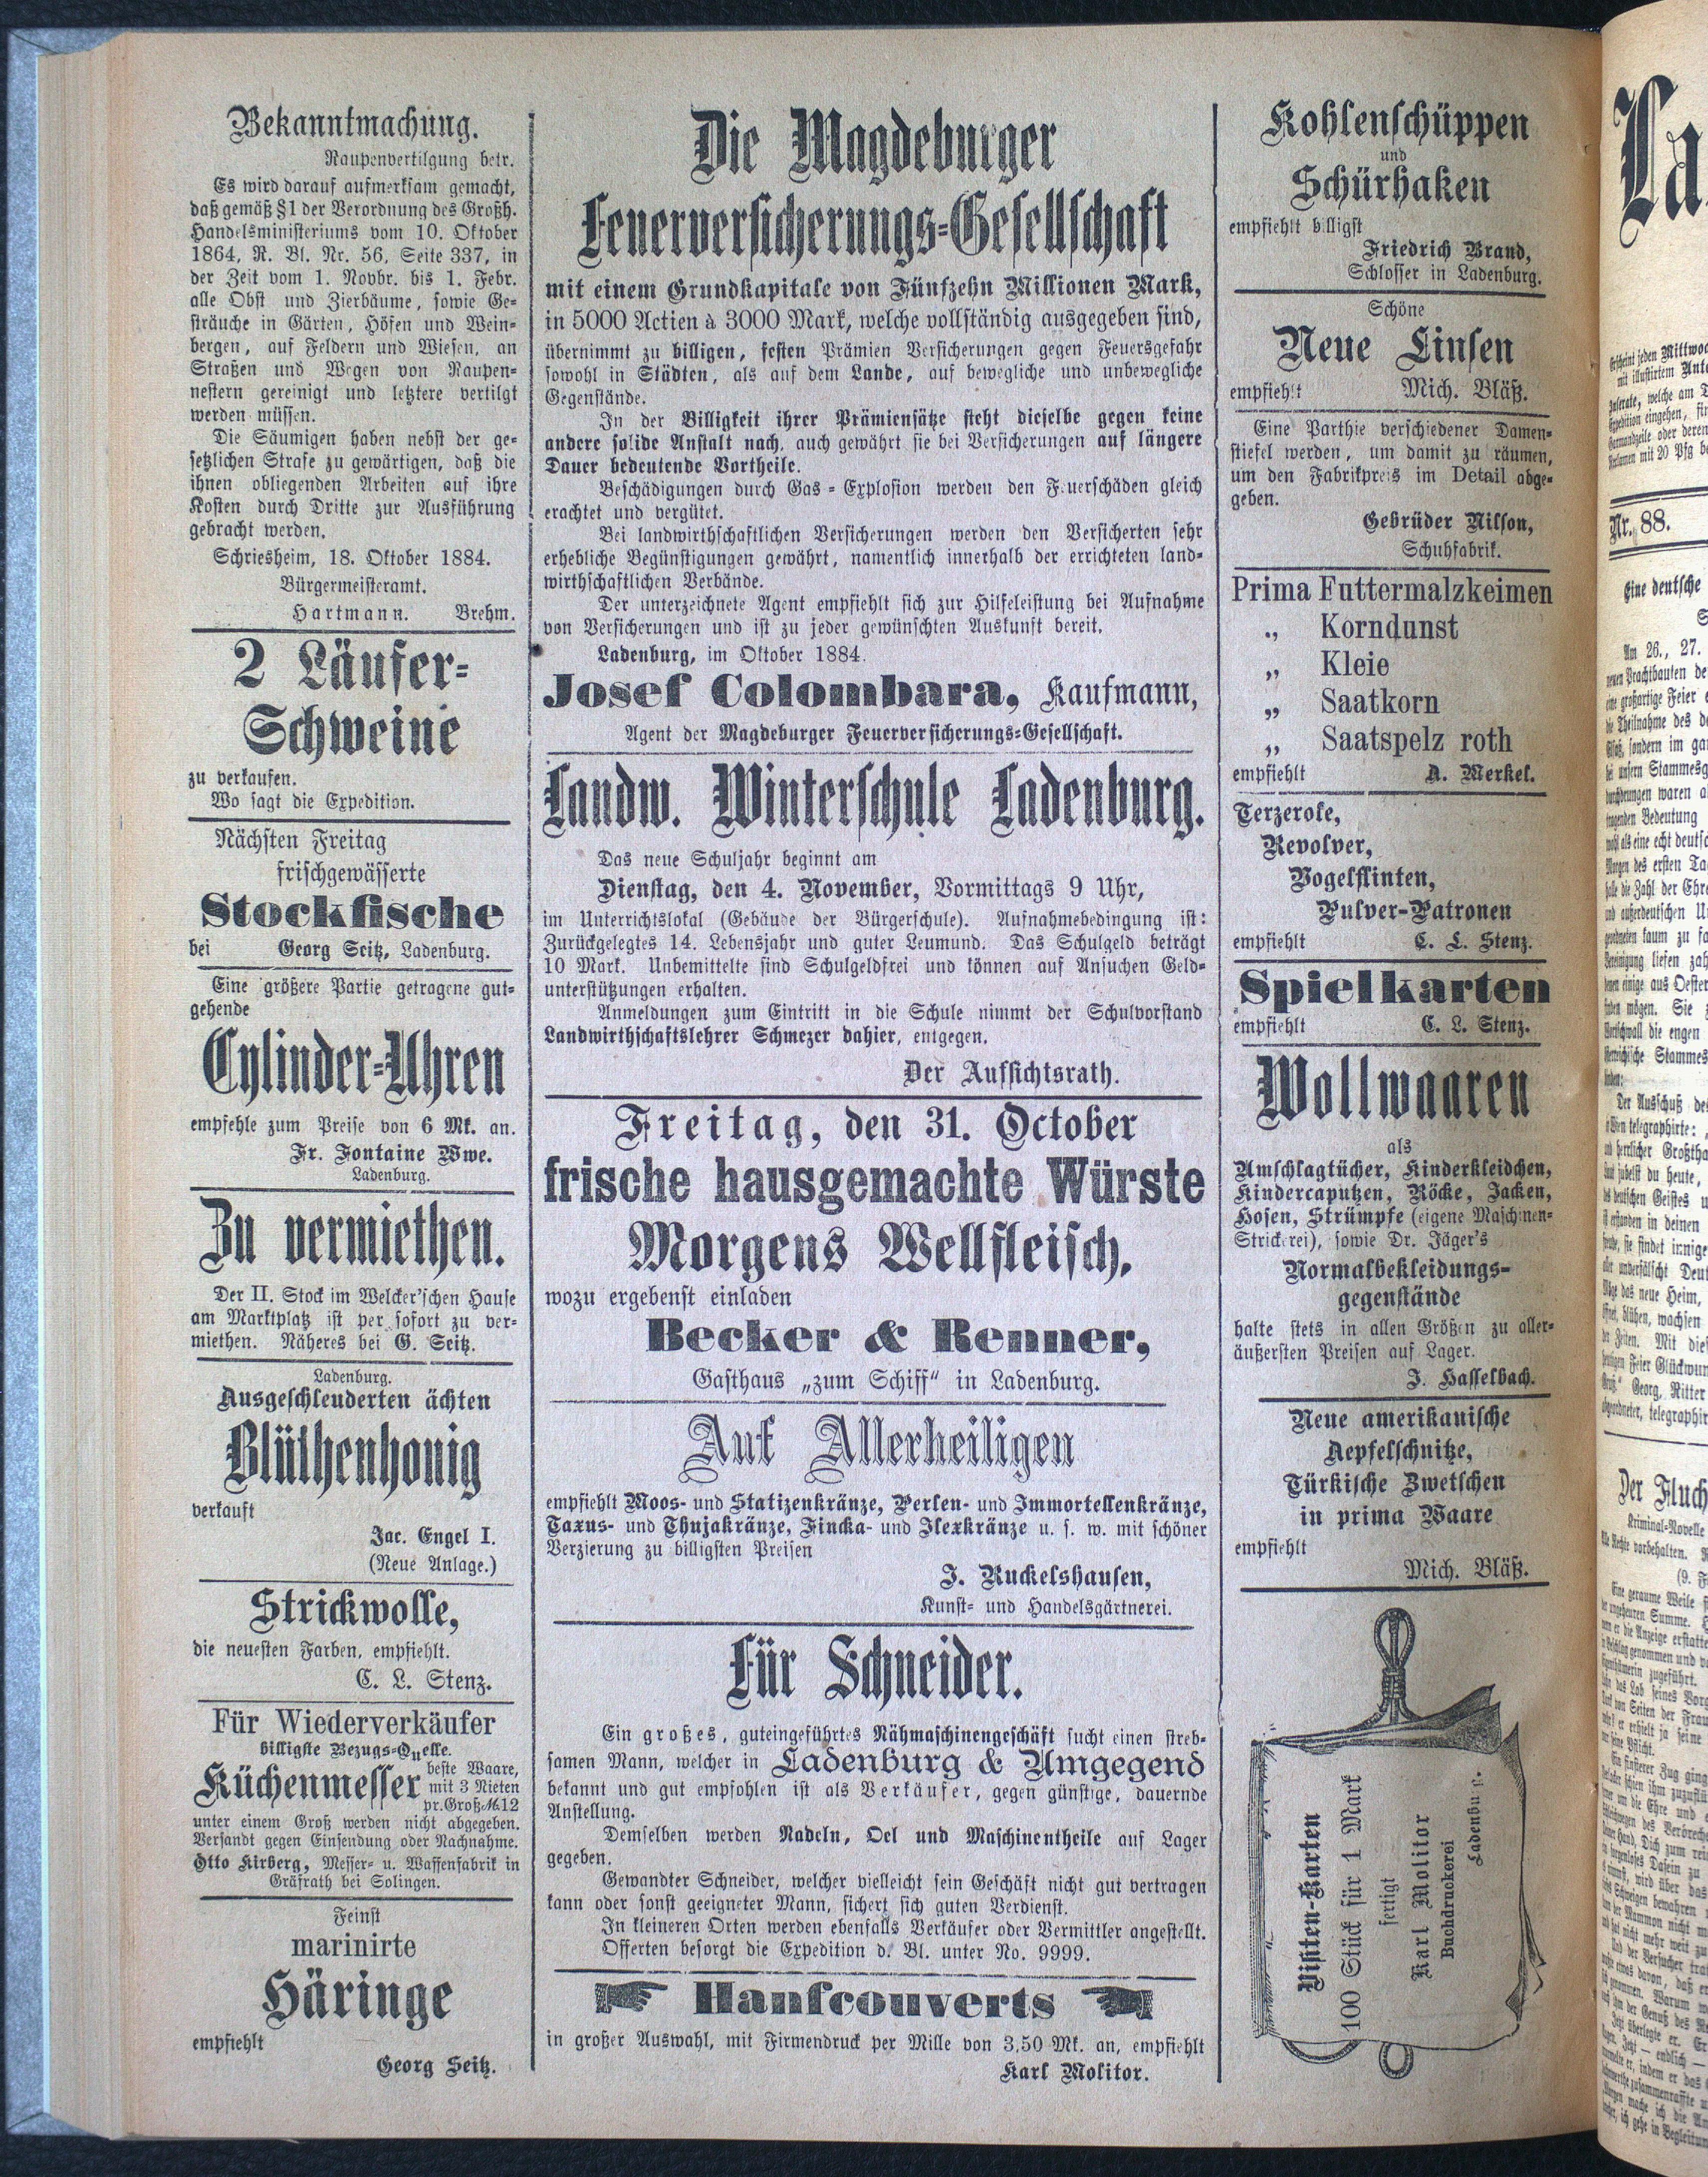 Bekanntmachung.
Raupenvertilgung betr.
Es wird darauf aufmerksam gemacht,
daß gemäß §1 der Verordnung des Großh.
Handelsministeriums vom 10. Oktober
1864, R. Bl. Nr. 56, Seite 337, in
der Zeit vom 1. Novbr. bis 1. Febr.
alle Obst und Zierbäume, sowie Ge-
sträuche in Gärten, Höfen und Wein-
bergen, auf Feldern und Wiesen, an
Straßen und Wegen von Raupen-
nestern gereinigt und letztere vertilgt
werden müssen.
Die Säumigen haben nebst der ge-
setzlichen Strafe zu gewärtigen, daß die
ihnen obliegenden Arbeiten auf ihre
Kosten durch Dritte zur Ausführung
gebracht werden.
Schriesheim, 18. Oktober 1884.
Bürgermeisteramt.
Hartmann. Brehm.
2 Läufer-
Schweine
zu verkaufen.
Wo sagt die Expedition.
Nächsten Freitag
frischgewässerte
Stockfische
bei Georg Seitz, Ladenburg.
Eine größere Partie getragene gut-
gehende
Cylinder-Uhren
empfehle zum Preise von 6 Mk. an.
Fr. Fontaine Wwe.
Ladenburg.
Zu vermiethen.
Der II. Stock im Welcker'schen Hause
am Marktplatz ist per sofort zu ver-
miethen. Näheres bei G. Seitz.
Ladenburg.
Ausgeschleuderten ächten
Blüthenhonig
verkauft
Jac. Engel I.
(Neue Anlage.)
Strickwolle,
die neuesten Farben, empfiehlt.
C. L. Stenz.
Für Wiederverkäufer
billigste Bezugs-Quelle.
Küchenmesser beste Waare,
mit 3 Nieten
pr. Groß M. 12
unter einem Groß werden nicht abgegeben.
Versandt gegen Einsendung oder Nachnahme.
Otto Kirberg, Messer- u. Waffenfabrik in
Gräfrath bei Solingen.
Feinst
marinirte
Häringe
empfiehlt
Georg Seitz.
Die Magdeburger
Feuerversicherungs-Gesellschaft
mit einem Grundkapitale von Fünfzehn Millionen Mark,
in 5000 Actien à 3000 Mark, welche vollständig ausgegeben sind,
übernimmt zu billigen, festen Prämien Versicherungen gegen Feuersgefahr
sowohl in Städten, als auf dem Lande, auf bewegliche und unbewegliche
Gegenstände.
In der Billigkeit ihrer Prämiensätze steht dieselbe gegen keine
andere solide Anstalt nach, auch gewährt sie bei Versicherungen auf längere
Dauer bedeutende Vortheile.
Beschädigungen durch Gas-Explosion werden den Feuerschäden gleich
erachtet und vergütet.
Bei landwirthschaftlichen Versicherungen werden den Versicherten sehr
erhebliche Begünstigungen gewährt, namentlich innerhalb der errichteten land-
wirthschaftlichen Verbände.
Der unterzeichnete Agent empfiehlt sich zur Hilfeleistung bei Aufnahme
von Versicherungen und ist zu jeder gewünschten Auskunft bereit.
Ladenburg, im Oktober 1884.
Josef Colombara, Kaufmann,
Agent der Magdeburger Feuerversicherungs-Gesellschaft.
Landw. Winterschule Ladenburg.
Das neue Schuljahr beginnt am
Dienstag, den 4. November, Vormittags 9 Uhr,
im Unterrichtslokal (Gebäude der Bürgerschule). Aufnahmebedingung ist:
Zurückgelegtes 14. Lebensjahr und guter Leumund. Das Schulgeld beträgt
10 Mark. Unbemittelte sind Schulgeldfrei und können auf Ansuchen Geld-
unterstützungen erhalten.
Anmeldungen zum Eintritt in die Schule nimmt der Schulvorstand
Landwirthschaftslehrer Schmezer dahier, entgegen.
Der Aufsichtsrath.
Freitag, den 31. October
frische hausgemachte Würste
Morgens Wellfleisch,
wozu ergebenst einladen
Becker & Renner,
Gasthaus „zum Schiff“ in Ladenburg.
Auf Allerheiligen
empfiehlt Moos- und Statizenkränze, Perlen- und Immortellenkränze,
Taxus- und Thujakränze, Fincka- und Ilexkränze u. s. w. mit schöner
Verzierung zu billigsten Preisen
J. Ruckelshausen,
Kunst- und Handelsgärtnerei.
Für Schneider.
Ein großes, guteingeführtes Nähmaschinengeschäft sucht einen streb-
samen Mann, welcher in Ladenburg & Umgegend
bekannt und gut empfohlen ist als Verkäufer, gegen günstige, dauernde
Anstellung.
Demselben werden Nadeln, Oel und Maschinentheile auf Lager
gegeben.
Gewandter Schneider, welcher vielleicht sein Geschäft nicht gut vertragen
kann oder sonst geeigneter Mann, sichert sich guten Verdienst.
In kleineren Orten werden ebenfalls Verkäufer oder Vermittler angestellt.
Offerten besorgt die Expedition d. Bl. unter No. 9999.
Hanfcouverts
in großer Auswahl, mit Firmendruck per Mille von 3,50 Mk. an, empfiehlt
Karl Molitor.
Kohlenschüppen
und
Schürhaken
empfiehlt billigst
Friedrich Brand,
Schlosser in Ladenburg.
Schöne
Neue Linsen
empfiehlt Mich. Bläß.
Eine Parthie verschiedener Damen-
stiefel werden, um damit zu räumen,
um den Fabrikpreis im Detail abge-
geben.
Gebrüder Nilson,
Schuhfabrik.
Prima Futtermalzkeimen
„ Korndunst
„ Kleie
„ Saatkorn
„ Saatspelz roth
empfiehlt A. Merkel.
Terzerole,
Revolver,
Vogelflinten,
Pulver-Patronen
empfiehlt C. L. Stenz.
Spielkarten
empfiehlt C. L. Stenz.
Wollwaaren
als
Umschlagtücher, Kinderkleidchen,
Kindercaputzen, Röcke, Jacken,
Hosen, Strümpfe (eigene Maschinen-
Strickerei), sowie Dr. Jäger's
Normalbekleidungs-
gegenstände
halte stets in allen Größen zu aller-
äußersten Preisen auf Lager.
J. Hasselbach.
Neue amerikanische
Aepfelschnitze,
Türkische Zwetschen
in prima Waare
empfiehlt
Mich. Bläß.
Visiten-Karten
100 Stück für 1 Mark
fertigt
Karl Molitor
Buchdruckerei
Ladenburg.
La
Erscheint jeden Mittwoc
Nr. 88.
Eine deutsche
Am 26., 27.
Der Fluch
Kriminal-Novelle